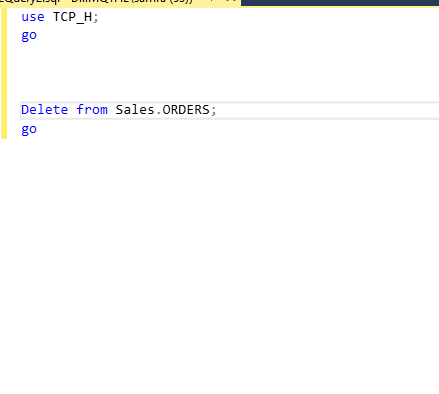 use TCP_H;
go
Delete from Sales.ORDERS;
go